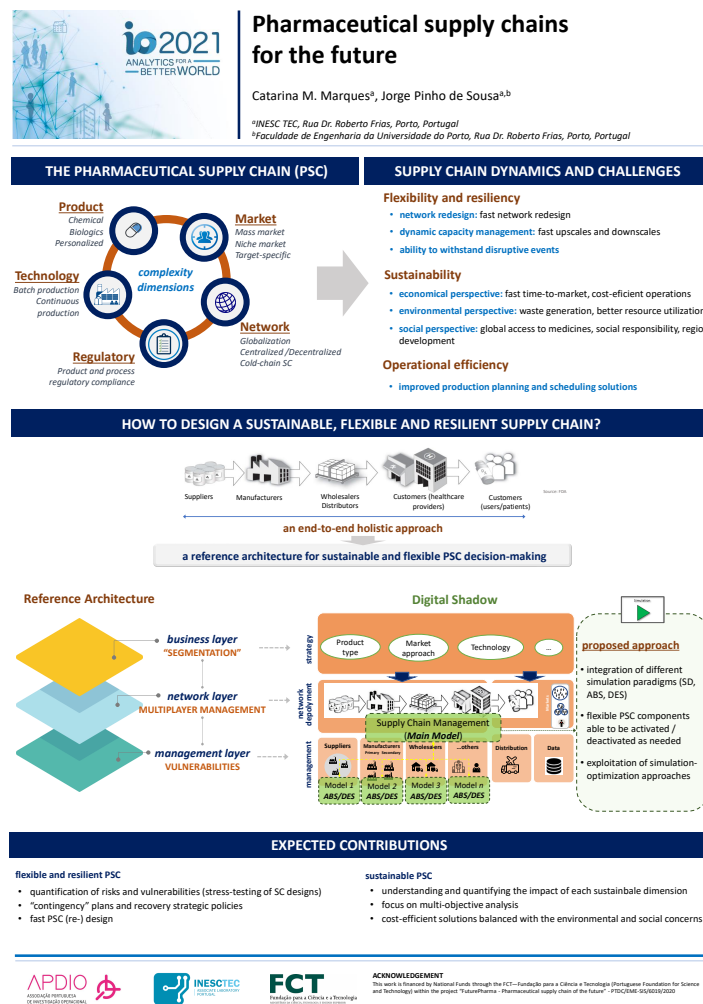 io 2021
ANALYTICS FOR A
BETTER WORLD
Pharmaceutical supply chains
for the future
Catarina M. Marquesᵃ, Jorge Pinho de Sousaᵃ,ᵇ
ᵃINESC TEC, Rua Dr. Roberto Frias, Porto, Portugal
ᵇFaculdade de Engenharia da Universidade do Porto, Rua Dr. Roberto Frias, Porto, Portugal
THE PHARMACEUTICAL SUPPLY CHAIN (PSC)
Product
Chemical
Biologics
Personalized
Market
Mass market
Niche market
Target-specific
Technology
Batch production
Continuous
production
complexity
dimensions
Network
Globalization
Centralized /Decentralized
Cold-chain SC
Regulatory
Product and process
regulatory compliance
SUPPLY CHAIN DYNAMICS AND CHALLENGES
Flexibility and resiliency
• network redesign: fast network redesign
• dynamic capacity management: fast upscales and downscales
• ability to withstand disruptive events
Sustainability
• economical perspective: fast time-to-market, cost-eficient operations
• environmental perspective: waste generation, better resource utilization
• social perspective: global access to medicines, social responsibility, regio
development
Operational efficiency
• improved production planning and scheduling solutions
HOW TO DESIGN A SUSTAINABLE, FLEXIBLE AND RESILIENT SUPPLY CHAIN?
Suppliers
Manufacturers
Wholesalers
Distributors
Customers (healthcare
providers)
Customers
(users/patients)
Source: FDA
an end-to-end holistic approach
a reference architecture for sustainable and flexible PSC decision-making
Reference Architecture
business layer
"SEGMENTATION"
network layer
MULTIPLAYER MANAGEMENT
management layer
VULNERABILITIES
Digital Shadow
strategy
Product
type
Market
approach
Technology
...
network
deployment
Supply Chain Management
(Main Model)
management
Suppliers
Manufacturers
Primary Secondary
Wholesalers
...others
Distribution
Data
Model 1
ABS/DES
Model 2
ABS/DES
Model 3
ABS/DES
Model n
ABS/DES
Simulation
proposed approach
• integration of different
simulation paradigms (SD,
ABS, DES)
• flexible PSC components
able to be activated /
deactivated as needed
• exploitation of simulation-
optimization approaches
EXPECTED CONTRIBUTIONS
flexible and resilient PSC
• quantification of risks and vulnerabilities (stress-testing of SC designs)
• "contingency" plans and recovery strategic policies
• fast PSC (re-) design
sustainable PSC
• understanding and quantifying the impact of each sustainbale dimension
• focus on multi-objective analysis
• cost-efficient solutions balanced with the environmental and social concerns
APDIO
ASSOCIAÇÃO PORTUGUESA
DE INVESTIGAÇÃO OPERACIONAL
INESCTEC
ASSOCIATE LABORATORY
PORTUGAL
FCT
Fundação para a Ciência e a Tecnologia
ACKNOWLEDGEMENT
This work is financed by National Funds through the FCT—Fundação para a Ciência e Tecnologia (Portuguese Foundation for Science
and Technology) within the project "FuturePharma - Pharmaceutical supply chain of the future" - PTDC/EME-SIS/6019/2020